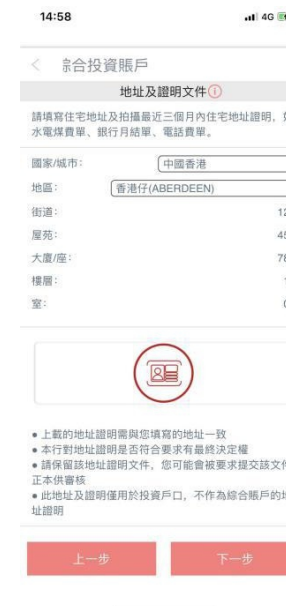 14:58
4G
綜合投資賬戶
地址及證明文件
請填寫住宅地址及拍攝最近三個月內住宅地址證明，
水電煤費單、銀行月結單、電話費單。
國家/城市：
中國香港
地區：
香港仔(ABERDEEN)
街道：
12
屋苑：
45
大廈/座：
78
樓層：
室：
● 上載的地址證明需與您填寫的地址一致
● 本行對地址證明是否符合要求有最終決定權
● 請保留該地址證明文件，您可能會被要求提交該文件
正本供審核
● 此地址及證明僅用於投資戶口，不作為綜合賬戶的地
址證明
上一步
下一步